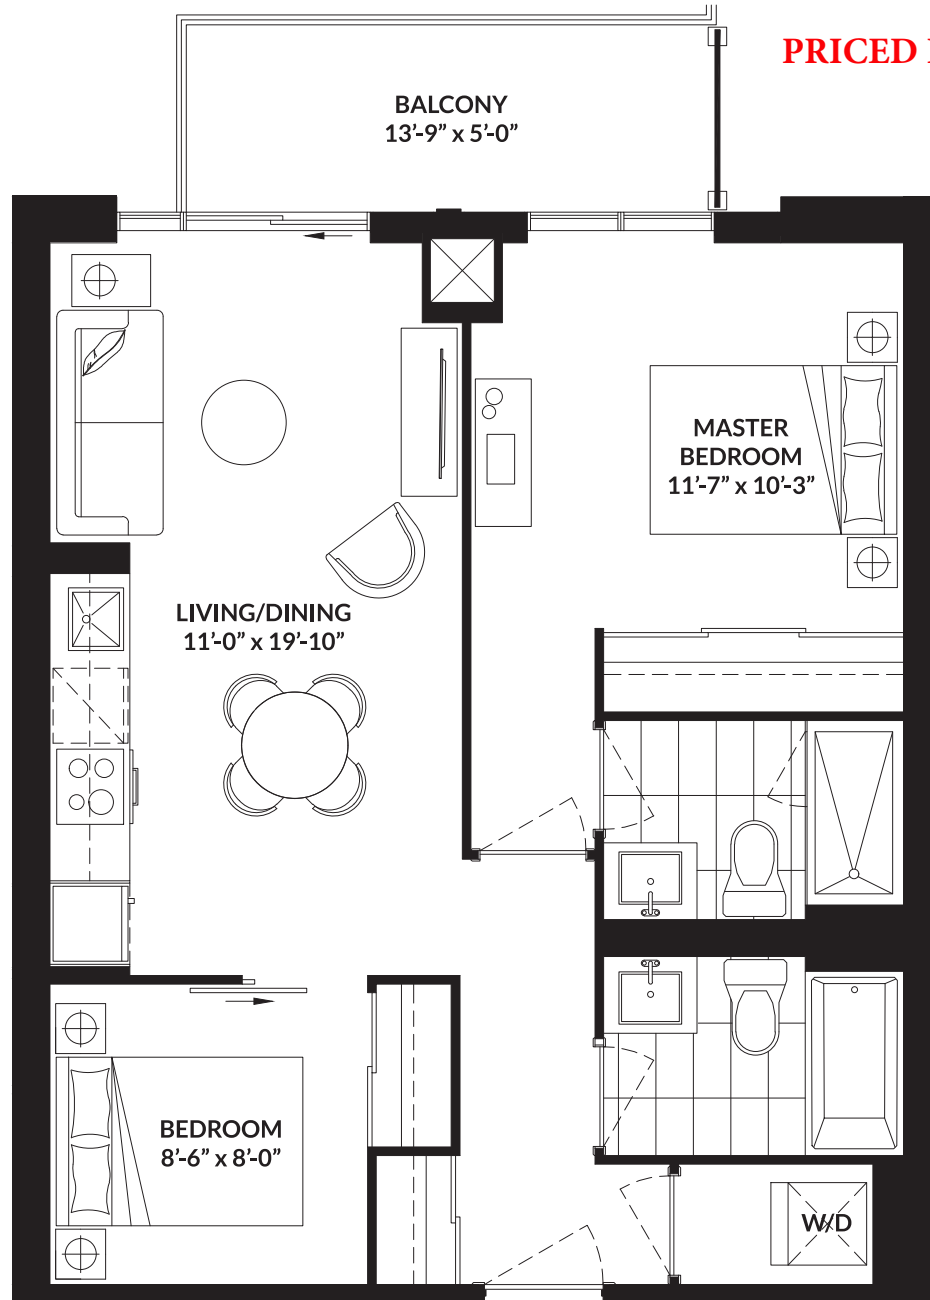 PRICED
BALCONY
13’-9” x 5’-0”
MASTER
BEDROOM
11’-7” x 10’-3”
LIVING/DINING
11’-0” x 19’-10”
BEDROOM
8’-6” x 8’-0”
W/D